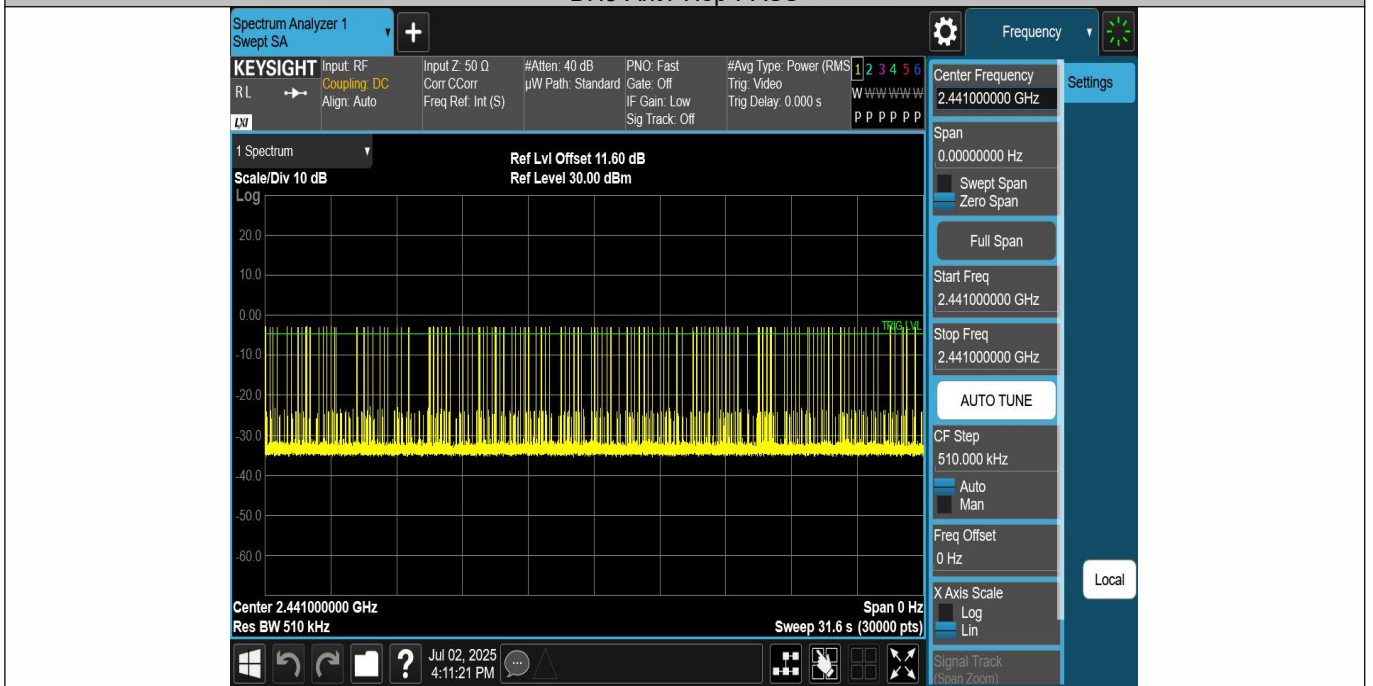 Spectrum Analyzer 1
Swept SA
Frequency
KEYSIGHT
RL
LXI
Input: RF
Coupling: DC
Align: Auto
Input Z: 50 Ω
Corr CCorr
Freq Ref: Int (S)
#Atten: 40 dB
µW Path: Standard
PNO: Fast
Gate: Off
IF Gain: Low
Sig Track: Off
#Avg Type: Power (RMS
Trig: Video
Trig Delay: 0.000 s
1 2 3 4 5 6
W W W W W W
P P P P P P
Center Frequency
2.441000000 GHz
Settings
Span
0.00000000 Hz
Swept Span
Zero Span
Full Span
Start Freq
2.441000000 GHz
Stop Freq
2.441000000 GHz
AUTO TUNE
CF Step
510.000 kHz
Auto
Man
Freq Offset
0 Hz
X Axis Scale
Log
Lin
Signal Track
(Span Zoom)
Local
1 Spectrum
Scale/Div 10 dB
Ref Lvl Offset 11.60 dB
Ref Level 30.00 dBm
Log
20.0
10.0
0.00
TRIG LVL
-10.0
-20.0
-30.0
-40.0
-50.0
-60.0
Center 2.441000000 GHz
Span 0 Hz
Res BW 510 kHz
Sweep 31.6 s (30000 pts)
Jul 02, 2025
4:11:21 PM